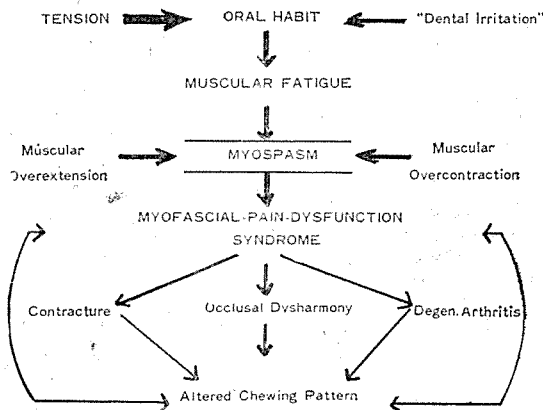 TENSION ORAL HABIT "Dental Irritation"
MUSCULAR FATIGUE
Muscular Muscular
MYOSPASM
Overextension Overcontraction
MYOFASCIAL-PAIN-DYSFUNCTION
SYNDROME
Contracture Occlusal Dysharmony Degen. Arthritis
Altered Chewing Pattern